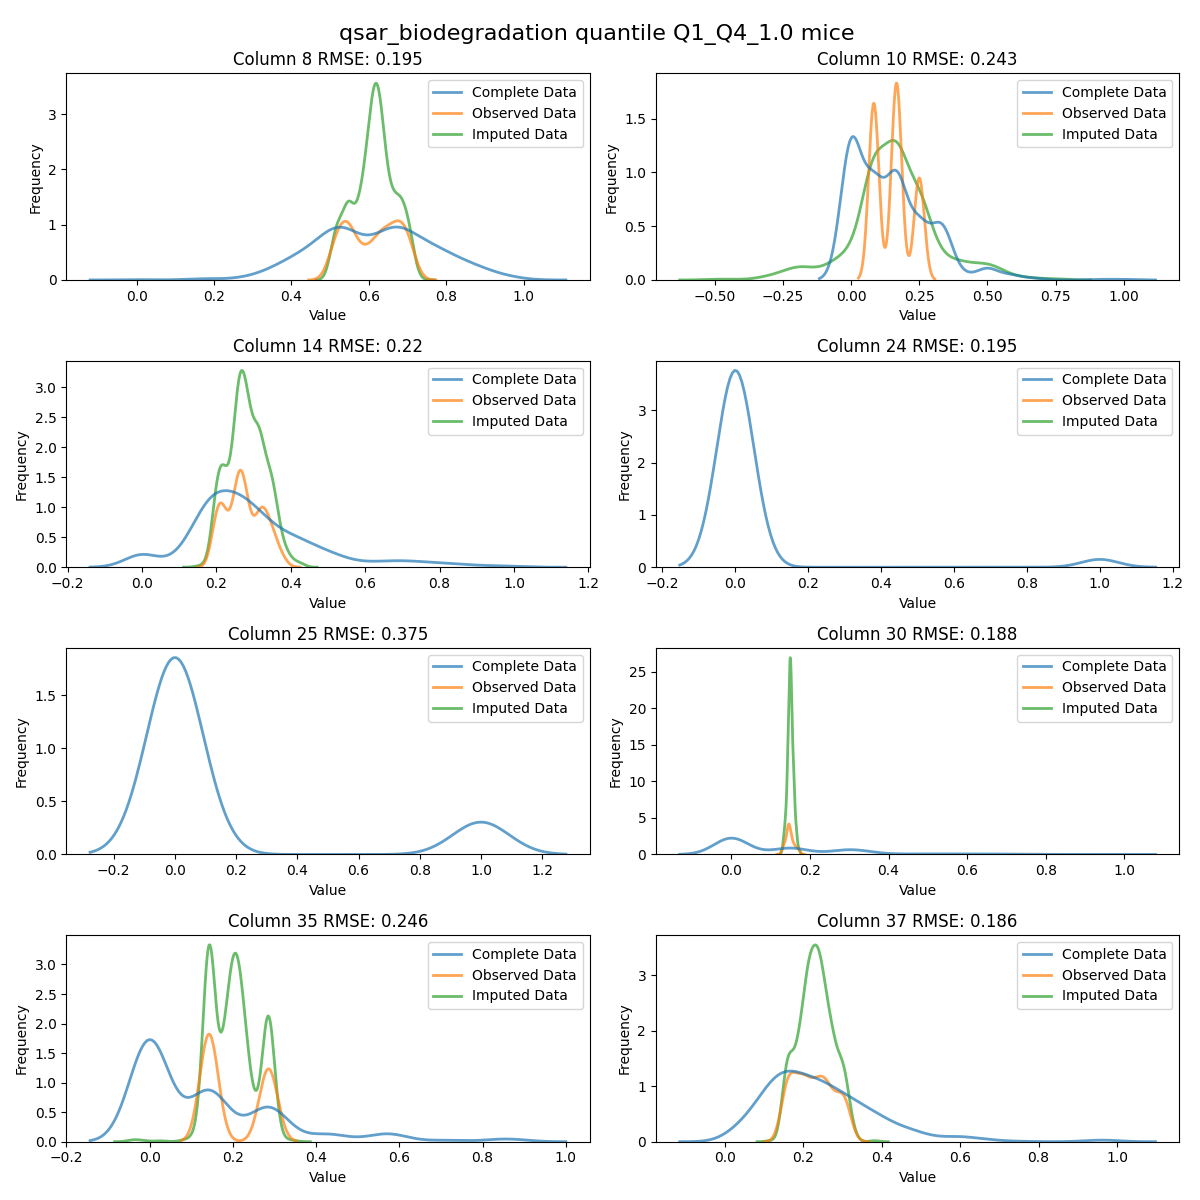 qsar_biodegradation quantile Q1_Q4_1.0 mice
Column 8 RMSE: 0.195
Frequency
3
2
1
0
0.0 0.2 0.4 0.6 0.8 1.0
Value
Complete Data
Observed Data
Imputed Data
Column 10 RMSE: 0.243
Frequency
1.5
1.0
0.5
0.0
−0.50 −0.25 0.00 0.25 0.50 0.75 1.00
Value
Complete Data
Observed Data
Imputed Data
Column 14 RMSE: 0.22
Frequency
3.0
2.5
2.0
1.5
1.0
0.5
0.0
−0.2 0.0 0.2 0.4 0.6 0.8 1.0 1.2
Value
Complete Data
Observed Data
Imputed Data
Column 24 RMSE: 0.195
Frequency
3
2
1
0
−0.2 0.0 0.2 0.4 0.6 0.8 1.0 1.2
Value
Complete Data
Observed Data
Imputed Data
Column 25 RMSE: 0.375
Frequency
1.5
1.0
0.5
0.0
−0.2 0.0 0.2 0.4 0.6 0.8 1.0 1.2
Value
Complete Data
Observed Data
Imputed Data
Column 30 RMSE: 0.188
Frequency
25
20
15
10
5
0
0.0 0.2 0.4 0.6 0.8 1.0
Value
Complete Data
Observed Data
Imputed Data
Column 35 RMSE: 0.246
Frequency
3.0
2.5
2.0
1.5
1.0
0.5
0.0
−0.2 0.0 0.2 0.4 0.6 0.8 1.0
Value
Complete Data
Observed Data
Imputed Data
Column 37 RMSE: 0.186
Frequency
3
2
1
0
0.0 0.2 0.4 0.6 0.8 1.0
Value
Complete Data
Observed Data
Imputed Data